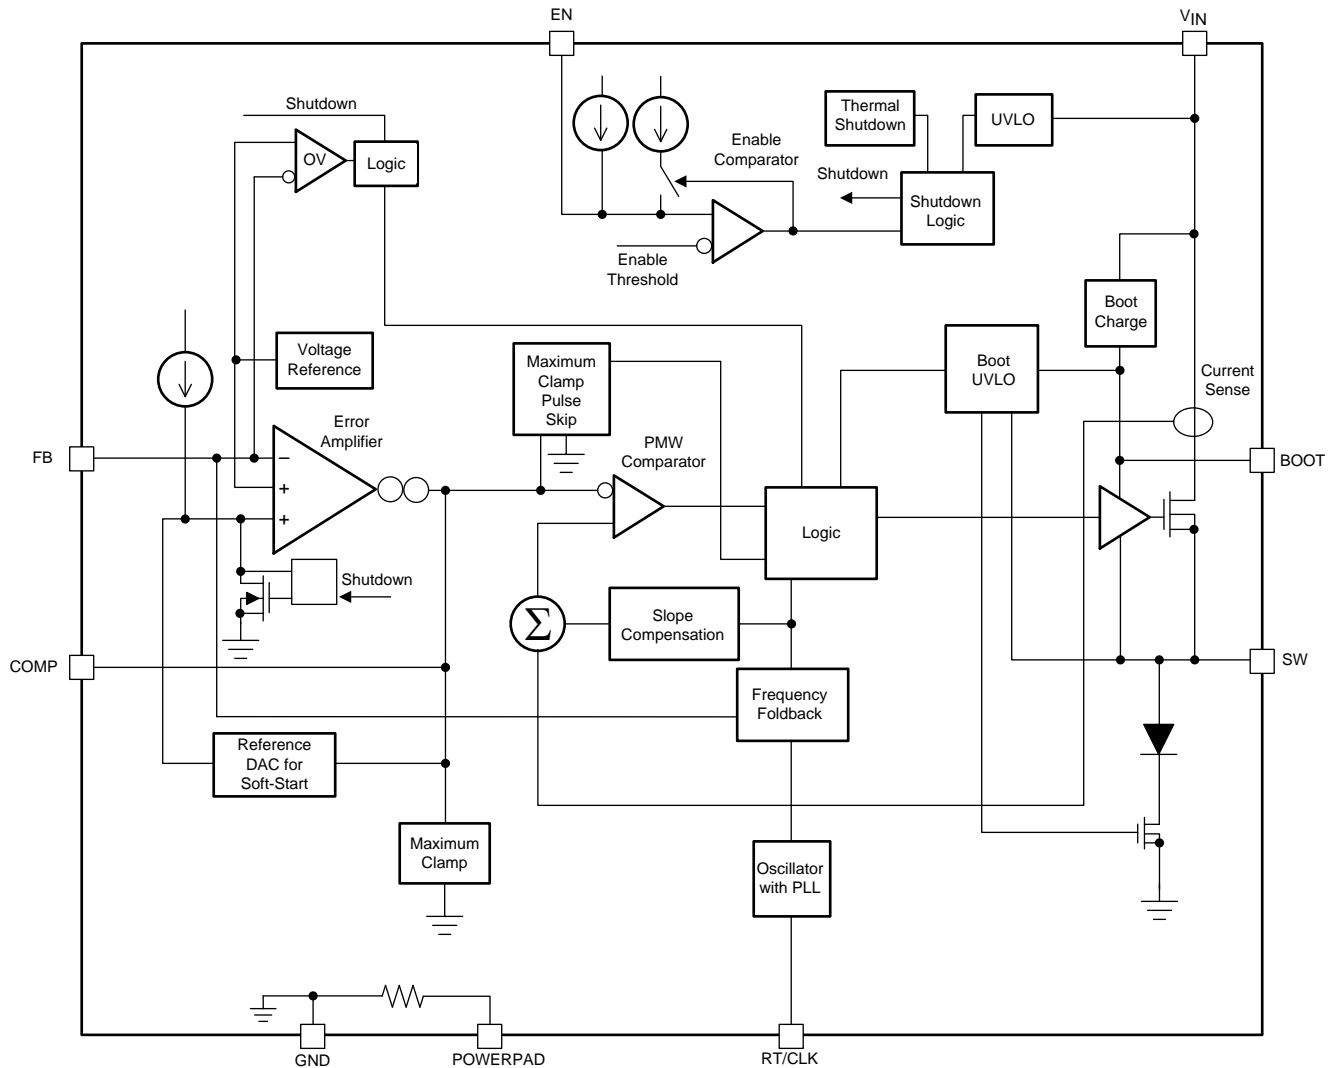 EN
VIN
Shutdown
OV
Logic
Enable
Comparator
Thermal
Shutdown
UVLO
Shutdown
Shutdown
Logic
Enable
Threshold
Boot
Charge
Voltage
Reference
Maximum
Clamp
Pulse
Skip
Boot
UVLO
Current
Sense
Error
Amplifier
FB
PMW
Comparator
BOOT
−
+
+
Logic
Shutdown
Σ
Slope
Compensation
COMP
SW
Frequency
Foldback
Reference
DAC for
Soft-Start
Maximum
Clamp
Oscillator
with PLL
GND
POWERPAD
RT/CLK